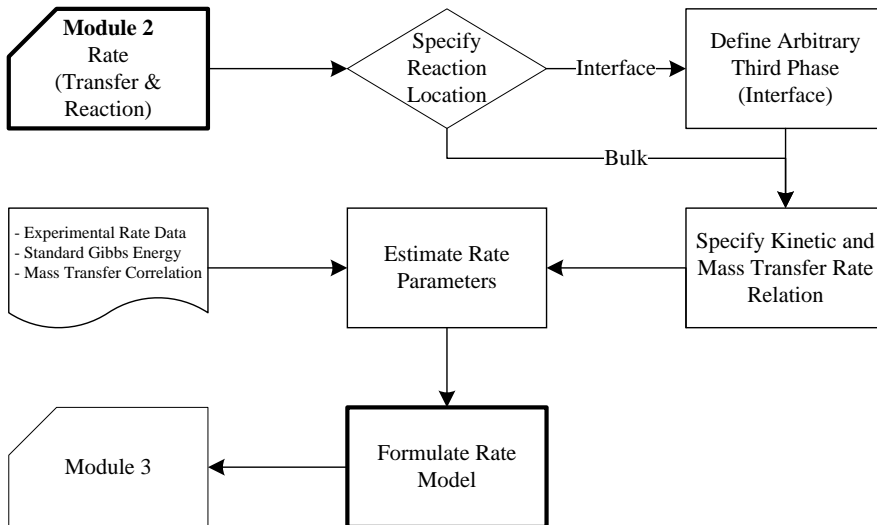 Module 2
Rate
(Transfer &
Reaction)
Specify
Reaction
Location
Interface
Define Arbitrary
Third Phase
(Interface)
Bulk
- Experimental Rate Data
- Standard Gibbs Energy
- Mass Transfer Correlation
Estimate Rate
Parameters
Specify Kinetic and
Mass Transfer Rate
Relation
Module 3
Formulate Rate
Model